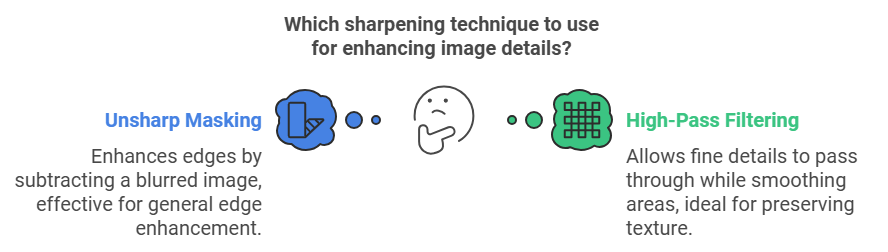 Which sharpening technique to use
for enhancing image details?
Unsharp Masking
Enhances edges by
subtracting a blurred image,
effective for general edge
enhancement.
High-Pass Filtering
Allows fine details to pass
through while smoothing
areas, ideal for preserving
texture.